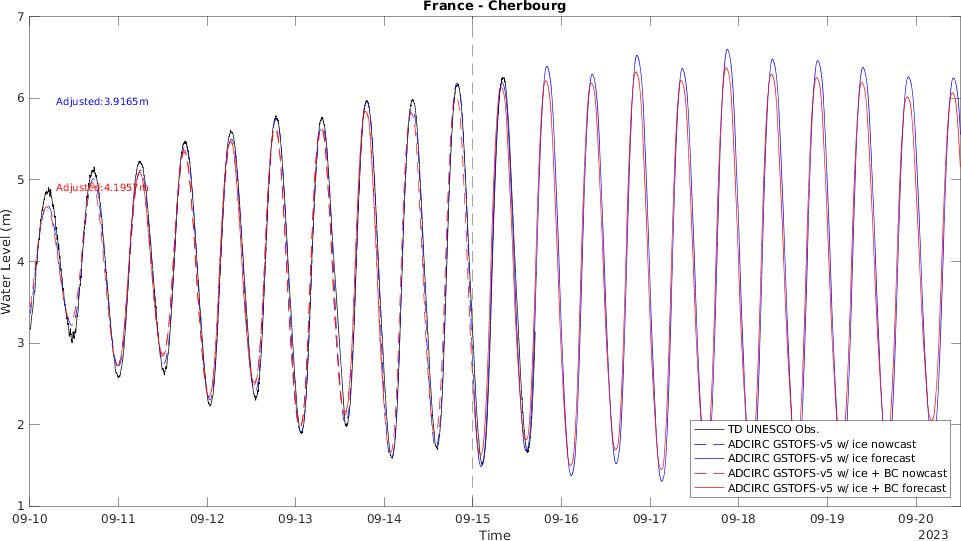 France - Cherbourg
7
6
5
4
3
2
1
Water Level (m)
Adjusted:3.9165m
Adjusted:4.1957m
TD UNESCO Obs.
ADCIRC GSTOFS-v5 w/ ice nowcast
ADCIRC GSTOFS-v5 w/ ice forecast
ADCIRC GSTOFS-v5 w/ ice + BC nowcast
ADCIRC GSTOFS-v5 w/ ice + BC forecast
09-10 09-11 09-12 09-13 09-14 09-15 09-16 09-17 09-18 09-19 09-20
Time
2023